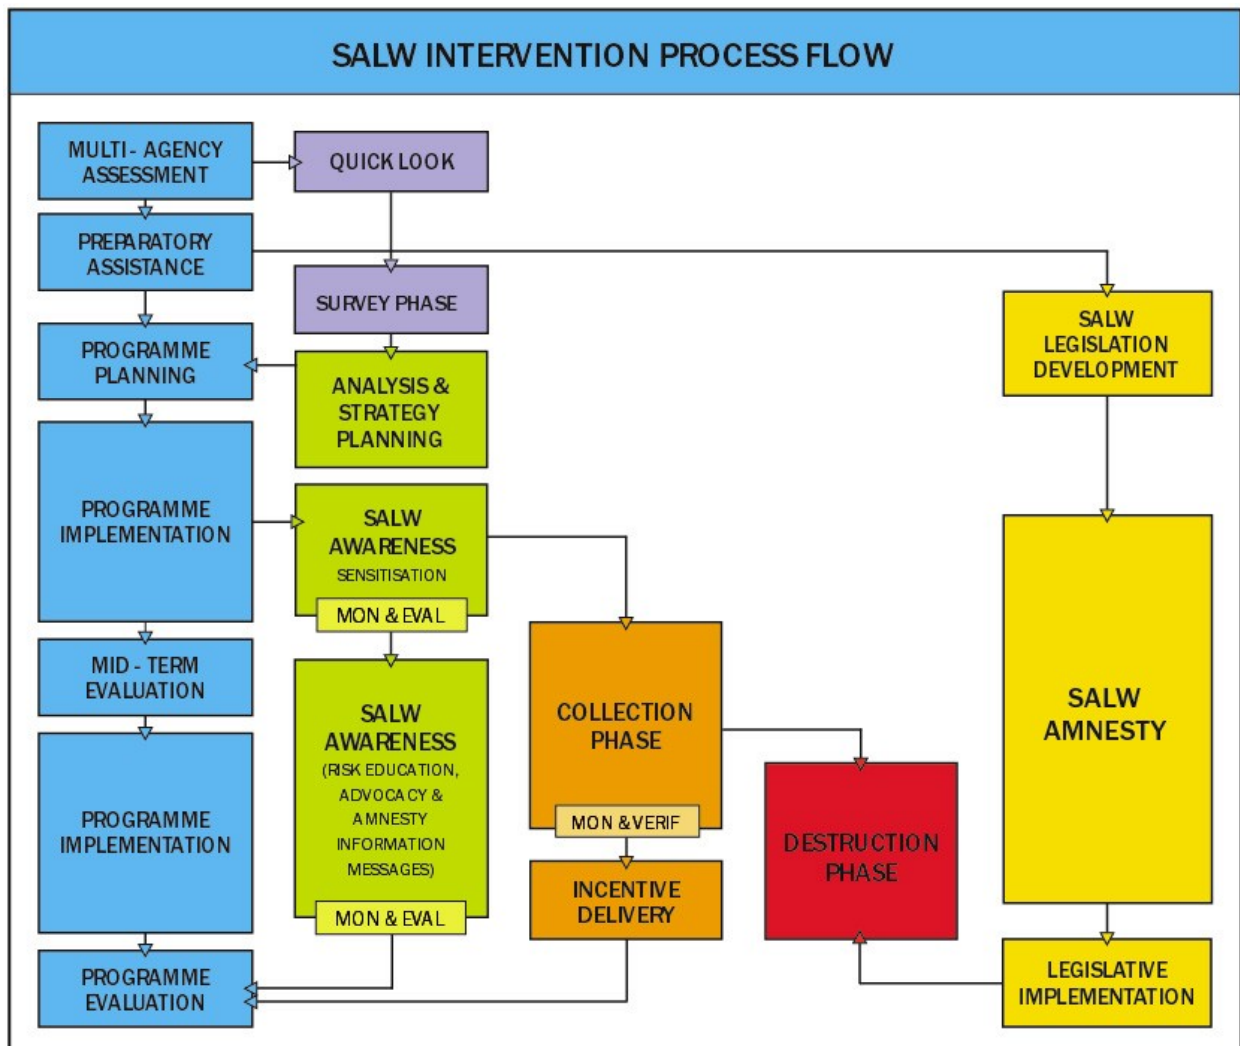 SALW INTERVENTION PROCESS FLOW
MULTI - AGENCY
ASSESSMENT
QUICK LOOK
PREPARATORY
ASSISTANCE
SURVEY PHASE
SALW
LEGISLATION
DEVELOPMENT
PROGRAMME
PLANNING
ANALYSIS &
STRATEGY
PLANNING
PROGRAMME
IMPLEMENTATION
SALW
AWARENESS
SENSITISATION
MON & EVAL
MID - TERM
EVALUATION
SALW
AWARENESS
(RISK EDUCATION,
ADVOCACY &
AMNESTY
INFORMATION
MESSAGES)
MON & EVAL
COLLECTION
PHASE
MON & VERIF
SALW
AMNESTY
PROGRAMME
IMPLEMENTATION
DESTRUCTION
PHASE
INCENTIVE
DELIVERY
PROGRAMME
EVALUATION
LEGISLATIVE
IMPLEMENTATION